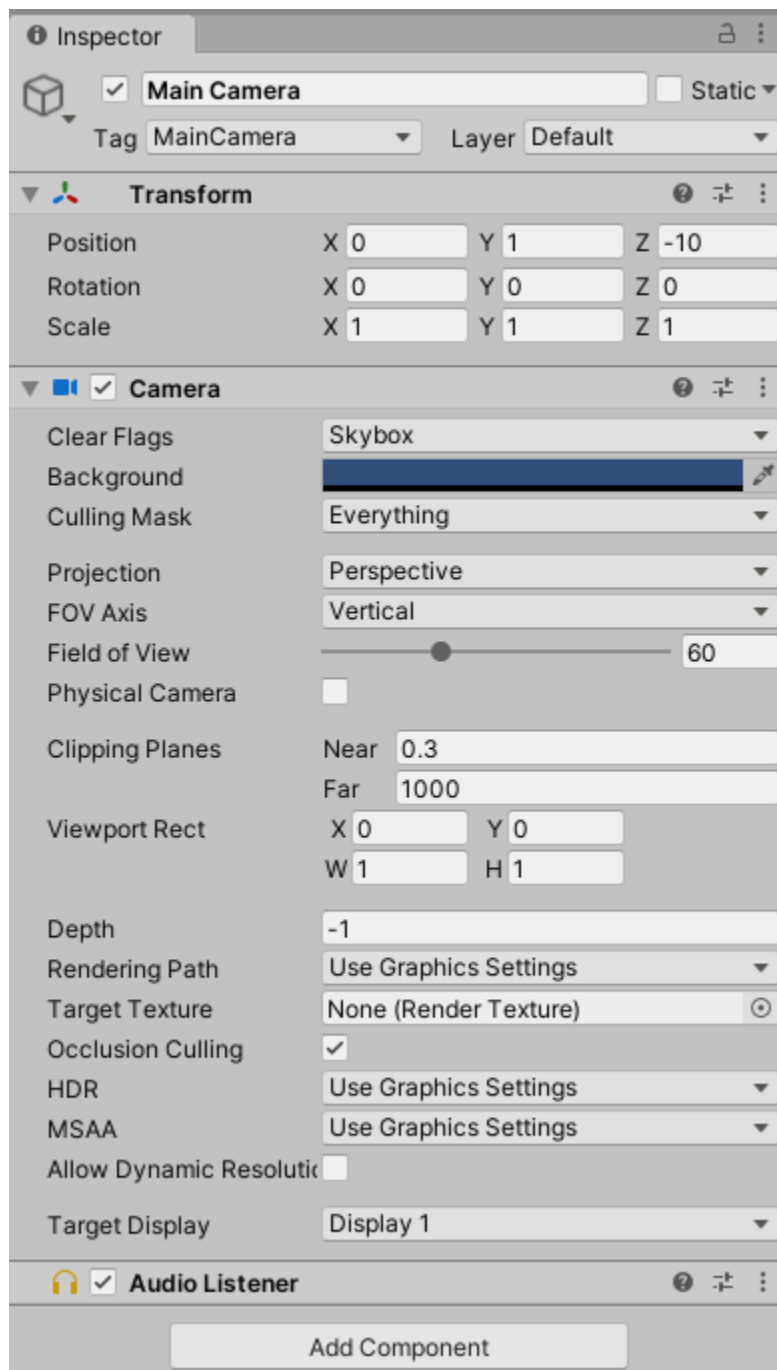 Inspector
Main Camera Static
Tag MainCamera Layer Default
Transform
Position X 0 Y 1 Z -10
Rotation X 0 Y 0 Z 0
Scale X 1 Y 1 Z 1
Camera
Clear Flags Skybox
Background
Culling Mask Everything
Projection Perspective
FOV Axis Vertical
Field of View 60
Physical Camera
Clipping Planes Near 0.3
Far 1000
Viewport Rect X 0 Y 0
W 1 H 1
Depth -1
Rendering Path Use Graphics Settings
Target Texture None (Render Texture)
Occlusion Culling
HDR Use Graphics Settings
MSAA Use Graphics Settings
Allow Dynamic Resolutic
Target Display Display 1
Audio Listener
Add Component